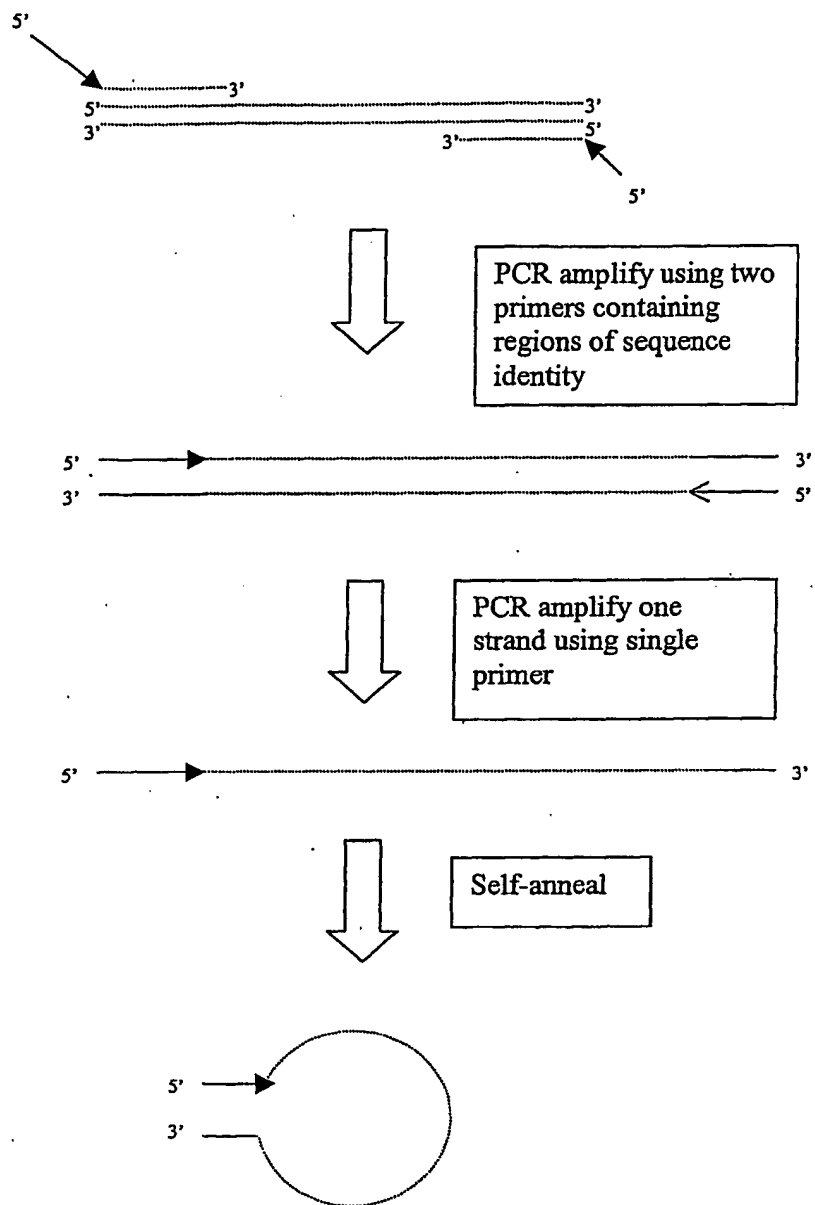 5'
3'
5' 3'
3' 5'
3'
5'
PCR amplify using two
primers containing
regions of sequence
identity
5' 3'
3' 5'
PCR amplify one
strand using single
primer
5' 3'
Self-anneal
5'
3'